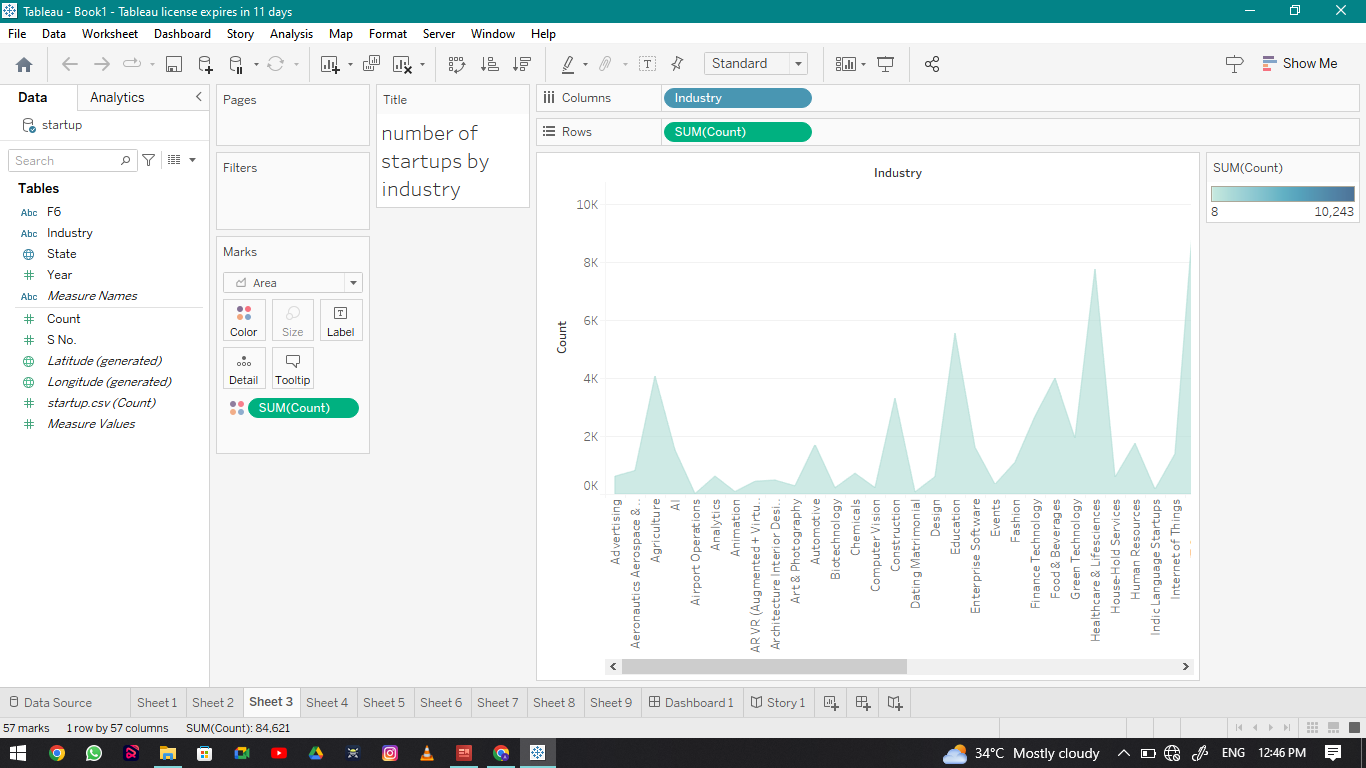 Tableau - Book1 - Tableau license expires in 11 days
File Data Worksheet Dashboard Story Analysis Map Format Server Window Help
Standard
Show Me
Data Analytics
startup
Search
Tables
Abc F6
Abc Industry
State
# Year
Abc Measure Names
# Count
# S No.
Latitude (generated)
Longitude (generated)
# startup.csv (Count)
# Measure Values
Pages
Filters
Marks
Area
Color Size Label
Detail Tooltip
SUM(Count)
Title
number of
startups by
industry
Columns Industry
Rows SUM(Count)
Industry
Count
10K
8K
6K
4K
2K
0K
Advertising
Aeronautics Aerospace & ..
Agriculture
AI
Airport Operations
Analytics
Animation
AR VR (Augmented + Virtu..
Architecture Interior Desi..
Art & Photography
Automotive
Biotechnology
Chemicals
Computer Vision
Construction
Dating Matrimonial
Design
Education
Enterprise Software
Events
Fashion
Finance Technology
Food & Beverages
Green Technology
Healthcare & Lifesciences
House-Hold Services
Human Resources
Indic Language Startups
Internet of Things
SUM(Count)
8 10,243
Data Source Sheet 1 Sheet 2 Sheet 3 Sheet 4 Sheet 5 Sheet 6 Sheet 7 Sheet 8 Sheet 9 Dashboard 1 Story 1
57 marks 1 row by 57 columns SUM(Count): 84,621
34°C Mostly cloudy ENG 12:46 PM